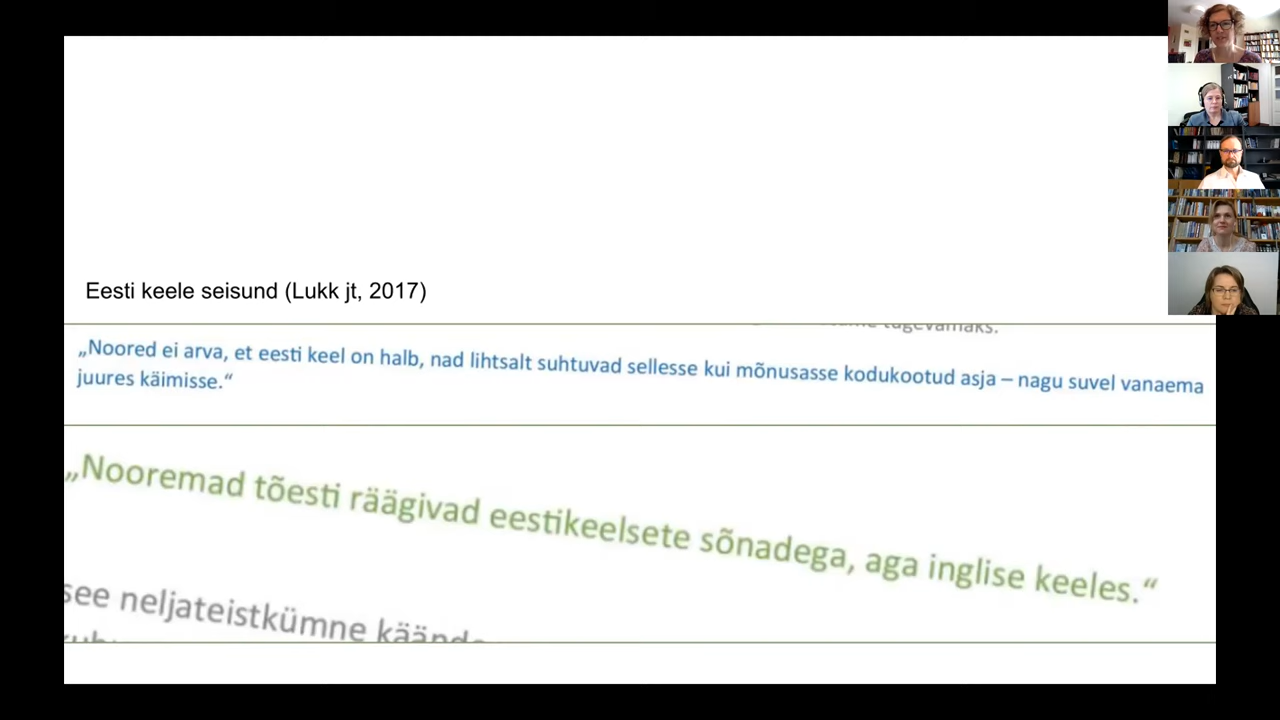 Eesti keele seisund (Lukk jt, 2017)
tugevamaks.
„Noored ei arva, et eesti keel on halb, nad lihtsalt suhtuvad sellesse kui mõnusasse kodukootud asja – nagu suvel vanaema
juures käimisse.“
„Nooremad tõesti räägivad eestikeelsete sõnadega, aga inglise keeles.“
see neljateistkümne